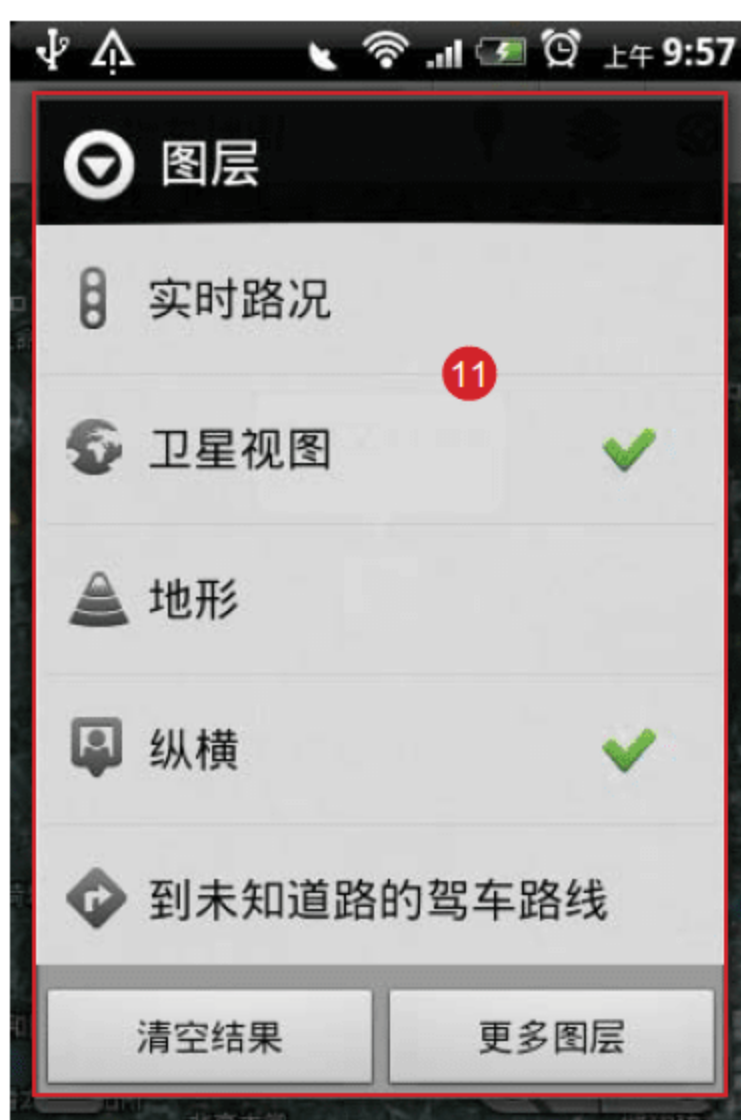 上午 9:57
图层
实时路况
11
卫星视图
地形
纵横
到未知道路的驾车路线
清空结果
更多图层